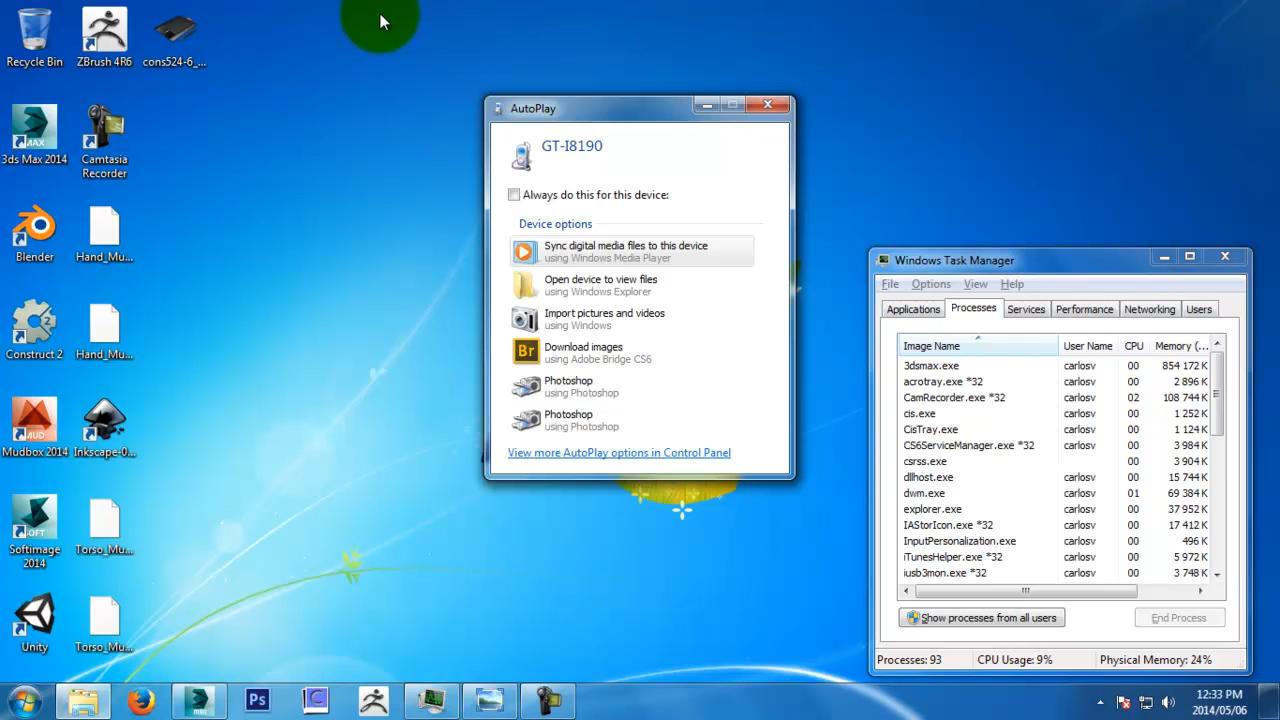 Recycle Bin
ZBrush 4R6
cons524-6_...
3ds Max 2014
Camtasia
Recorder
Blender
Hand_Mu...
Construct 2
Hand_Mu...
Mudbox 2014
Inkscape-0...
Softimage
2014
Torso_Mu...
Unity
Torso_Mu...
AutoPlay
GT-I8190
Always do this for this device:
Device options
Sync digital media files to this device
using Windows Media Player
Open device to view files
using Windows Explorer
Import pictures and videos
using Windows
Br
Download images
using Adobe Bridge CS6
Photoshop
using Photoshop
Photoshop
using Photoshop
View more AutoPlay options in Control Panel
Windows Task Manager
File Options View Help
Applications Processes Services Performance Networking Users
Image Name User Name CPU Memory (...
3dsmax.exe carlosv 00 854 172 K
acrotray.exe *32 carlosv 00 2 896 K
CamRecorder.exe *32 carlosv 02 108 744 K
cis.exe carlosv 00 1 252 K
CisTray.exe carlosv 00 1 124 K
CS6ServiceManager.exe *32 carlosv 00 3 984 K
csrss.exe 00 3 904 K
dllhost.exe carlosv 00 15 744 K
dwm.exe carlosv 01 69 384 K
explorer.exe carlosv 00 37 952 K
IAStorIcon.exe *32 carlosv 00 17 412 K
InputPersonalization.exe carlosv 00 496 K
iTunesHelper.exe *32 carlosv 00 5 972 K
iusb3mon.exe *32 carlosv 00 3 748 K
Show processes from all users End Process
Processes: 93 CPU Usage: 9% Physical Memory: 24%
Ps
12:33 PM
2014/05/06